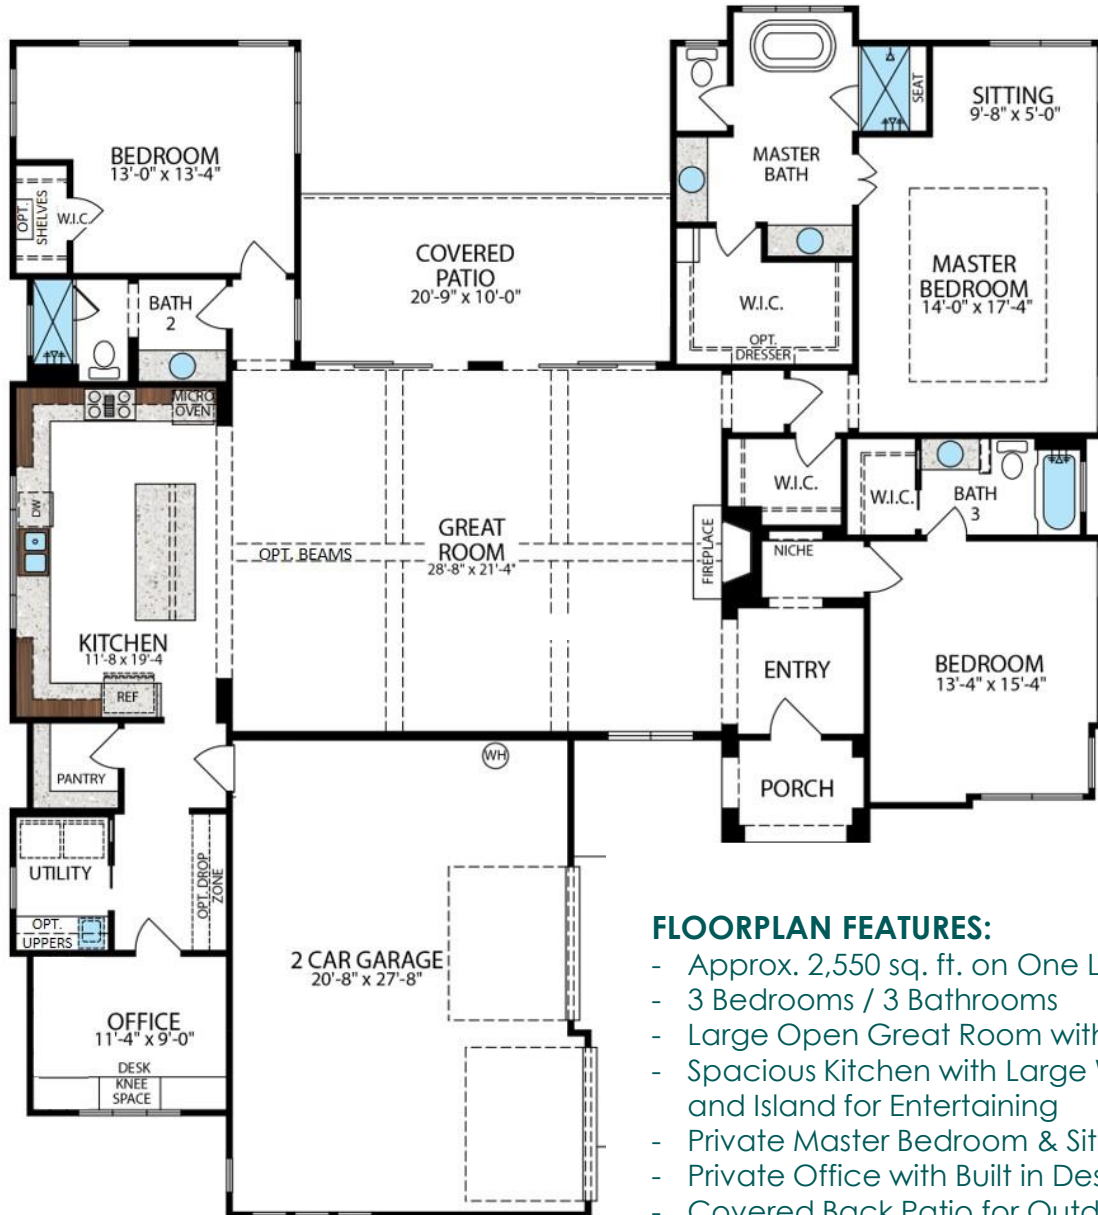 BEDROOM
13'-0" x 13'-4"
OPT.
SHELVES
W.I.C.
BATH
2
COVERED
PATIO
20'-9" x 10'-0"
MASTER
BATH
SEAT
SITTING
9'-8" x 5'-0"
MASTER
BEDROOM
14'-0" x 17'-4"
W.I.C.
OPT.
DRESSER
MICRO
OVEN
DW
KITCHEN
11'-8 x 19'-4
REF
OPT. BEAMS
GREAT
ROOM
28'-8" x 21'-4"
FIREPLACE
W.I.C.
W.I.C.
BATH
3
NICHE
ENTRY
BEDROOM
13'-4" x 15'-4"
PORCH
PANTRY
WH
UTILITY
OPT.
UPPERS
OPT. DROP
ZONE
2 CAR GARAGE
20'-8" x 27'-8"
OFFICE
11'-4" x 9'-0"
DESK
KNEE
SPACE
FLOORPLAN FEATURES:
- Approx. 2,550 sq. ft. on One L
- 3 Bedrooms / 3 Bathrooms
- Large Open Great Room with
- Spacious Kitchen with Large
and Island for Entertaining
- Private Master Bedroom & Sit
- Private Office with Built in Des
- Covered Back Patio for Outd